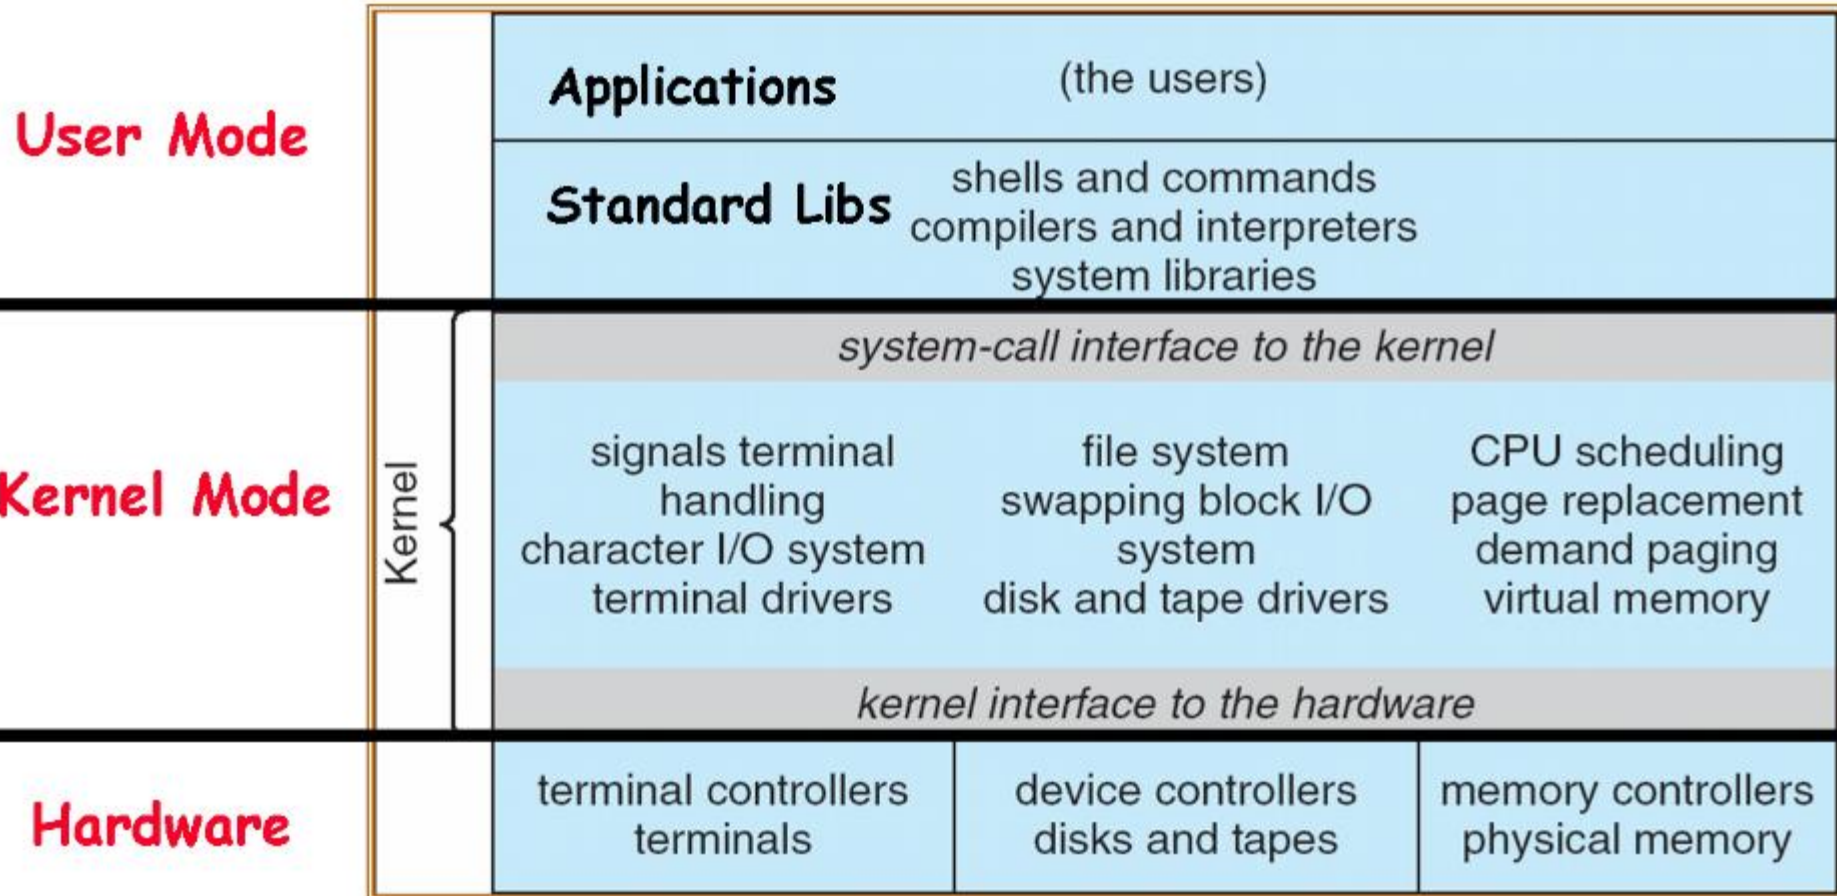 User Mode
Applications (the users)
Standard Libs
shells and commands
compilers and interpreters
system libraries
Kernel Mode
Kernel
system-call interface to the kernel
signals terminal
handling
character I/O system
terminal drivers
file system
swapping block I/O
system
disk and tape drivers
CPU scheduling
page replacement
demand paging
virtual memory
kernel interface to the hardware
Hardware
terminal controllers
terminals
device controllers
disks and tapes
memory controllers
physical memory